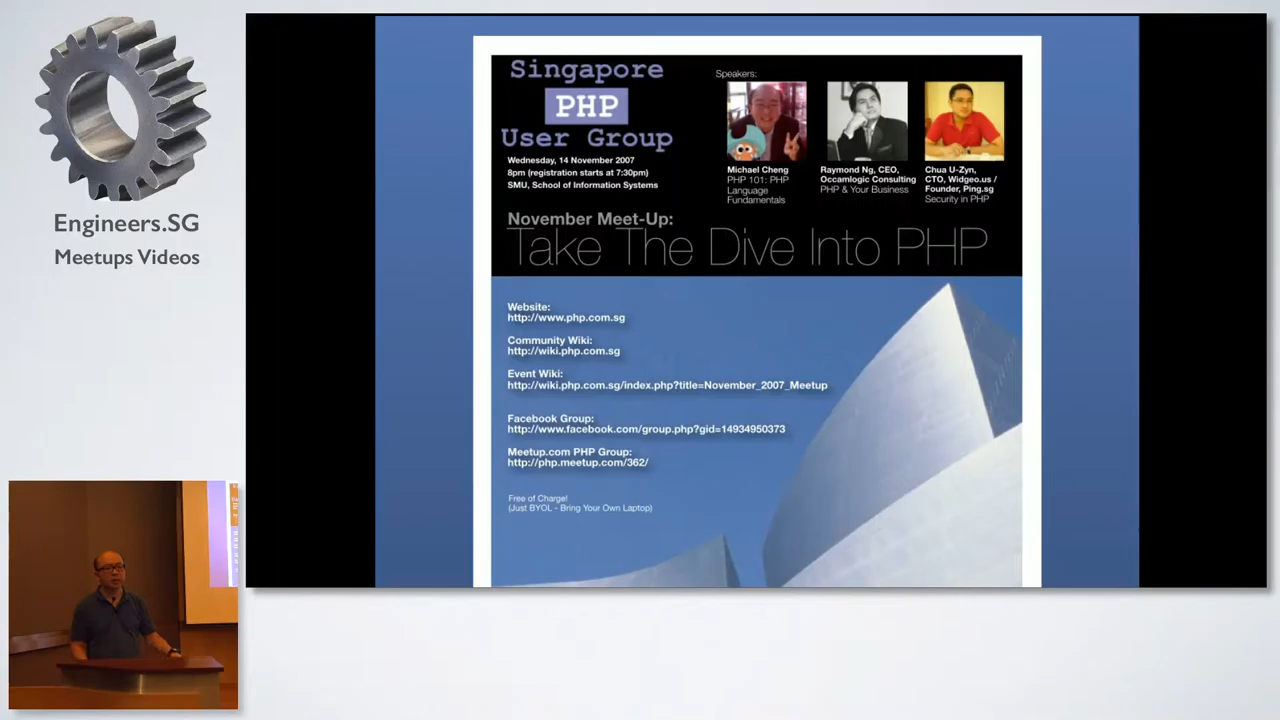 Engineers.SG
Meetups Videos
Singapore
PHP
User Group
Wednesday, 14 November 2007
8pm (registration starts at 7:30pm)
SMU, School of Information Systems
Speakers:
Michael Cheng
PHP 101: PHP
Language
Fundamentals
Raymond Ng, CEO,
Occamlogic Consulting
PHP & Your Business
Chua U-Zyn,
CTO, Widgeo.us /
Founder, Ping.sg
Security in PHP
November Meet-Up:
Take The Dive Into PHP
Website:
http://www.php.com.sg
Community Wiki:
http://wiki.php.com.sg
Event Wiki:
http://wiki.php.com.sg/index.php?title=November_2007_Meetup
Facebook Group:
http://www.facebook.com/group.php?gid=14934950373
Meetup.com PHP Group:
http://php.meetup.com/362/
Free of Charge!
(Just BYOL - Bring Your Own Laptop)